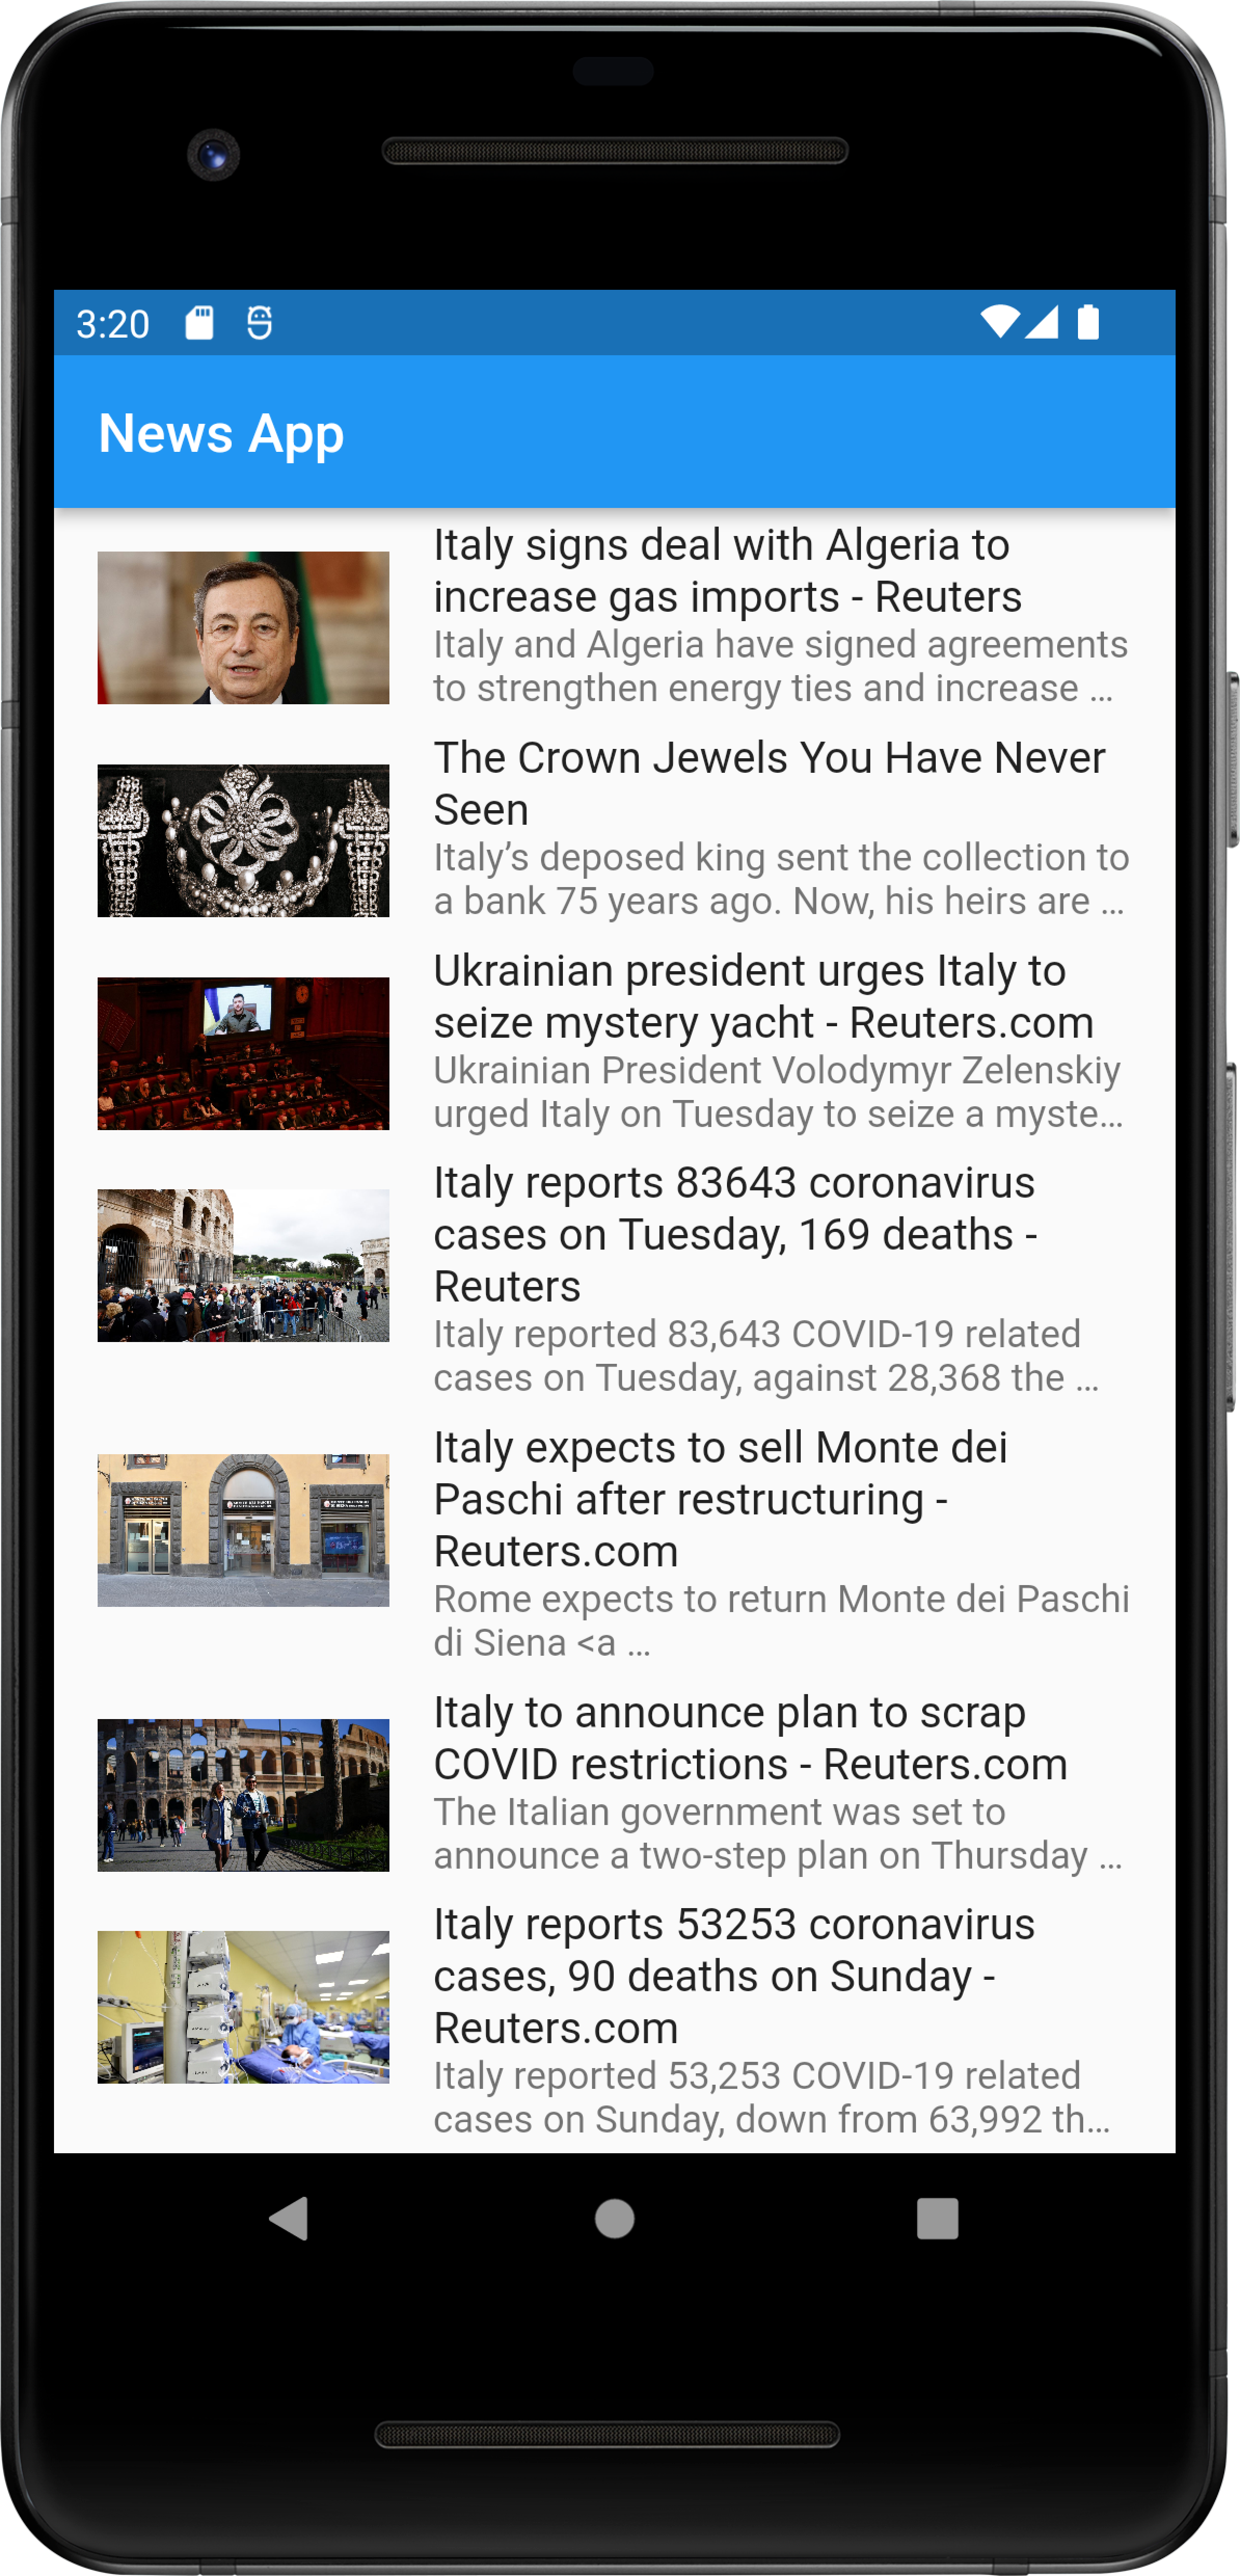 3:20
News App
Italy signs deal with Algeria to
increase gas imports - Reuters
Italy and Algeria have signed agreements
to strengthen energy ties and increase ...
The Crown Jewels You Have Never
Seen
Italy’s deposed king sent the collection to
a bank 75 years ago. Now, his heirs are ...
Ukrainian president urges Italy to
seize mystery yacht - Reuters.com
Ukrainian President Volodymyr Zelenskiy
urged Italy on Tuesday to seize a myste...
Italy reports 83643 coronavirus
cases on Tuesday, 169 deaths -
Reuters
Italy reported 83,643 COVID-19 related
cases on Tuesday, against 28,368 the ...
Italy expects to sell Monte dei
Paschi after restructuring -
Reuters.com
Rome expects to return Monte dei Paschi
di Siena <a ...
Italy to announce plan to scrap
COVID restrictions - Reuters.com
The Italian government was set to
announce a two-step plan on Thursday ...
Italy reports 53253 coronavirus
cases, 90 deaths on Sunday -
Reuters.com
Italy reported 53,253 COVID-19 related
cases on Sunday, down from 63,992 th...